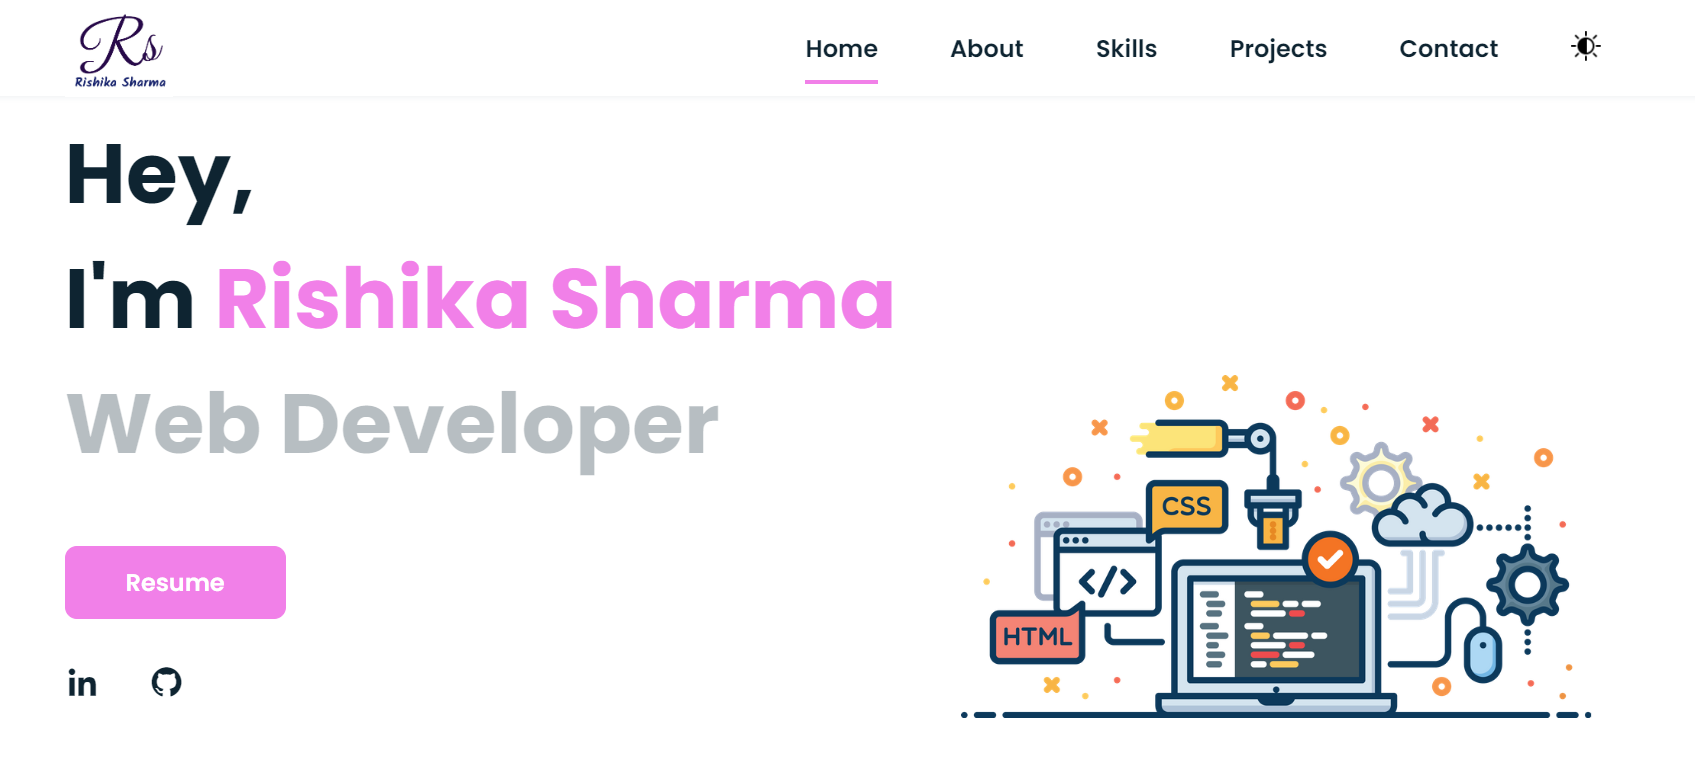 Rs
Rishika Sharma
Home About Skills Projects Contact
Hey,
I'm Rishika Sharma
Web Developer
Resume
in
CSS
</>
HTML